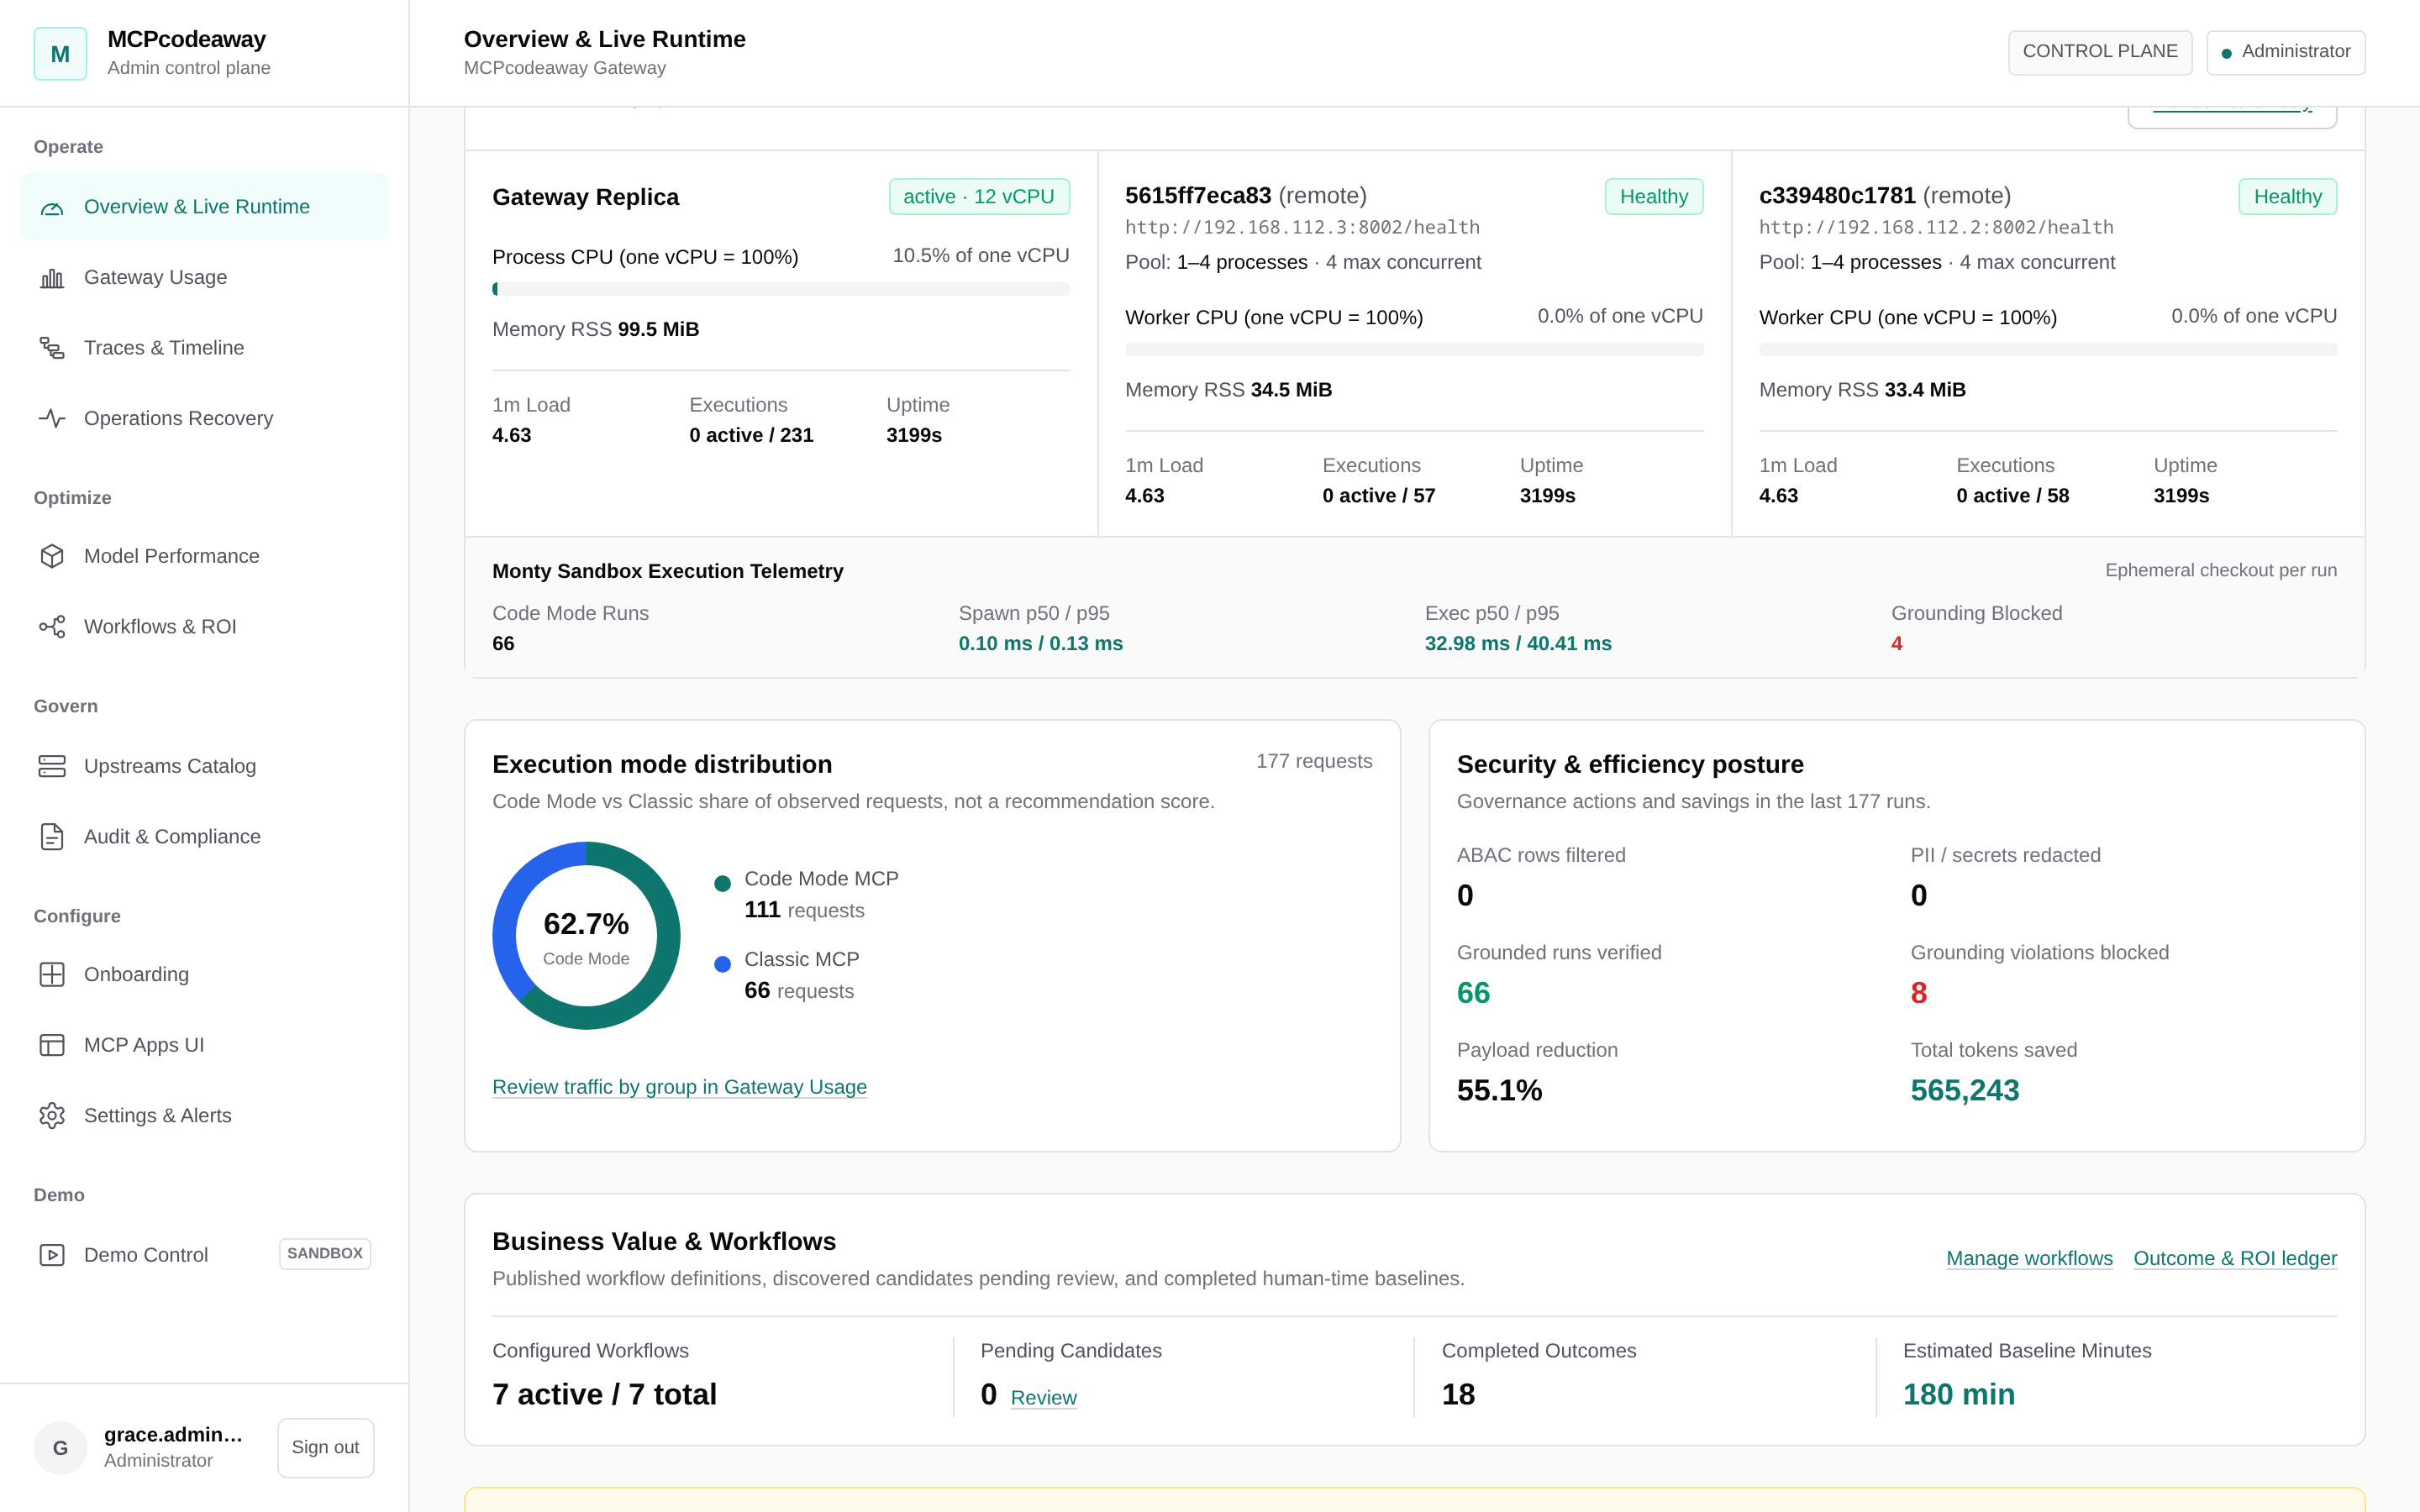 M
MCPcodeaway
Admin control plane
Overview & Live Runtime
MCPcodeaway Gateway
CONTROL PLANE
Administrator
Operate
Overview & Live Runtime
Gateway Usage
Traces & Timeline
Operations Recovery
Optimize
Model Performance
Workflows & ROI
Govern
Upstreams Catalog
Audit & Compliance
Configure
Onboarding
MCP Apps UI
Settings & Alerts
Demo
Demo Control
SANDBOX
G
grace.admin...
Administrator
Sign out
Gateway Replica
active · 12 vCPU
Process CPU (one vCPU = 100%)
10.5% of one vCPU
Memory RSS 99.5 MiB
1m Load
Executions
Uptime
4.63
0 active / 231
3199s
5615ff7eca83 (remote)
Healthy
http://192.168.112.3:8002/health
Pool: 1–4 processes · 4 max concurrent
Worker CPU (one vCPU = 100%)
0.0% of one vCPU
Memory RSS 34.5 MiB
1m Load
Executions
Uptime
4.63
0 active / 57
3199s
c339480c1781 (remote)
Healthy
http://192.168.112.2:8002/health
Pool: 1–4 processes · 4 max concurrent
Worker CPU (one vCPU = 100%)
0.0% of one vCPU
Memory RSS 33.4 MiB
1m Load
Executions
Uptime
4.63
0 active / 58
3199s
Monty Sandbox Execution Telemetry
Ephemeral checkout per run
Code Mode Runs
Spawn p50 / p95
Exec p50 / p95
Grounding Blocked
66
0.10 ms / 0.13 ms
32.98 ms / 40.41 ms
4
Execution mode distribution
177 requests
Code Mode vs Classic share of observed requests, not a recommendation score.
62.7%
Code Mode
Code Mode MCP
111 requests
Classic MCP
66 requests
Review traffic by group in Gateway Usage
Security & efficiency posture
Governance actions and savings in the last 177 runs.
ABAC rows filtered
PII / secrets redacted
0
0
Grounded runs verified
Grounding violations blocked
66
8
Payload reduction
Total tokens saved
55.1%
565,243
Business Value & Workflows
Published workflow definitions, discovered candidates pending review, and completed human-time baselines.
Manage workflows
Outcome & ROI ledger
Configured Workflows
Pending Candidates
Completed Outcomes
Estimated Baseline Minutes
7 active / 7 total
0 Review
18
180 min